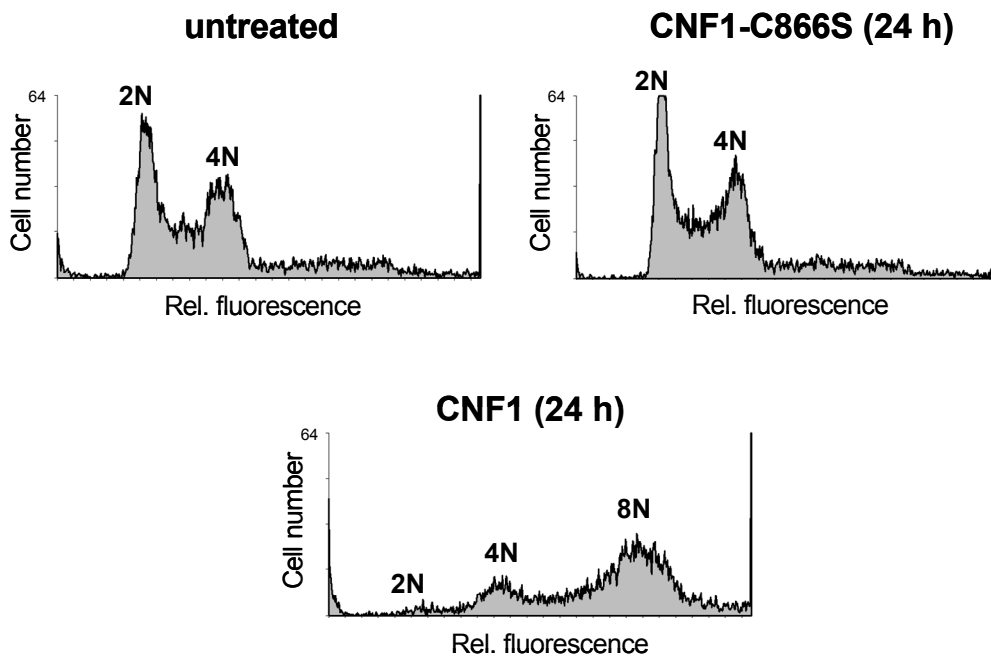 untreated
64
2N
4N
Cell number
Rel. fluorescence
CNF1-C866S (24 h)
64
2N
4N
Cell number
Rel. fluorescence
CNF1 (24 h)
64
2N
4N
8N
Cell number
Rel. fluorescence